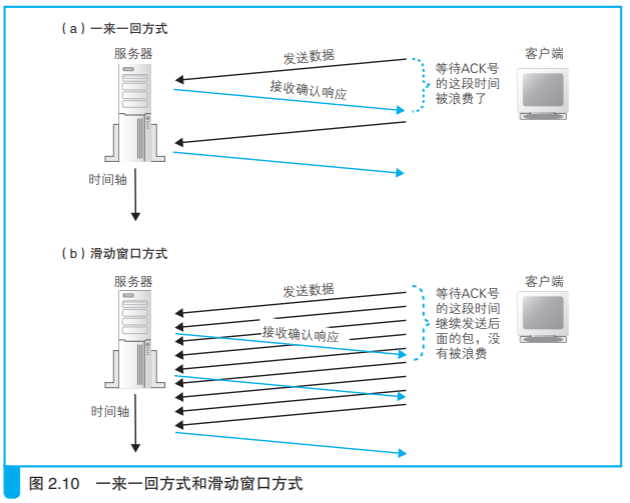 （a）一来一回方式
服务器
发送数据
客户端
接收确认响应
等待ACK号
的这段时间
被浪费了
时间轴
（b）滑动窗口方式
服务器
发送数据
客户端
接收确认响应
等待ACK号
的这段时间
继续发送后
面的包，没
有被浪费
时间轴
图 2.10 一来一回方式和滑动窗口方式